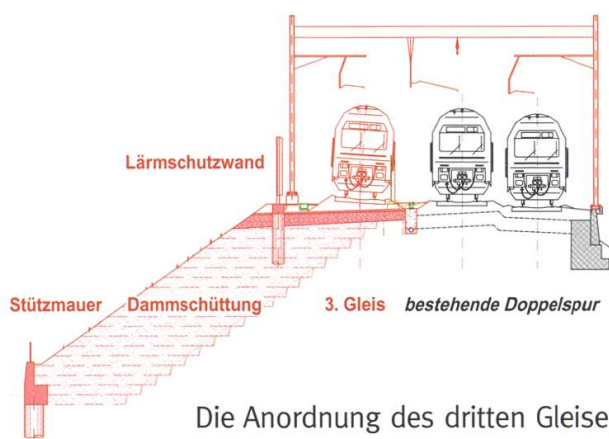 Lärmschutzwand
Stützmauer Dammschüttung 3. Gleis bestehende Doppelspur
Die Anordnung des dritten Gleise